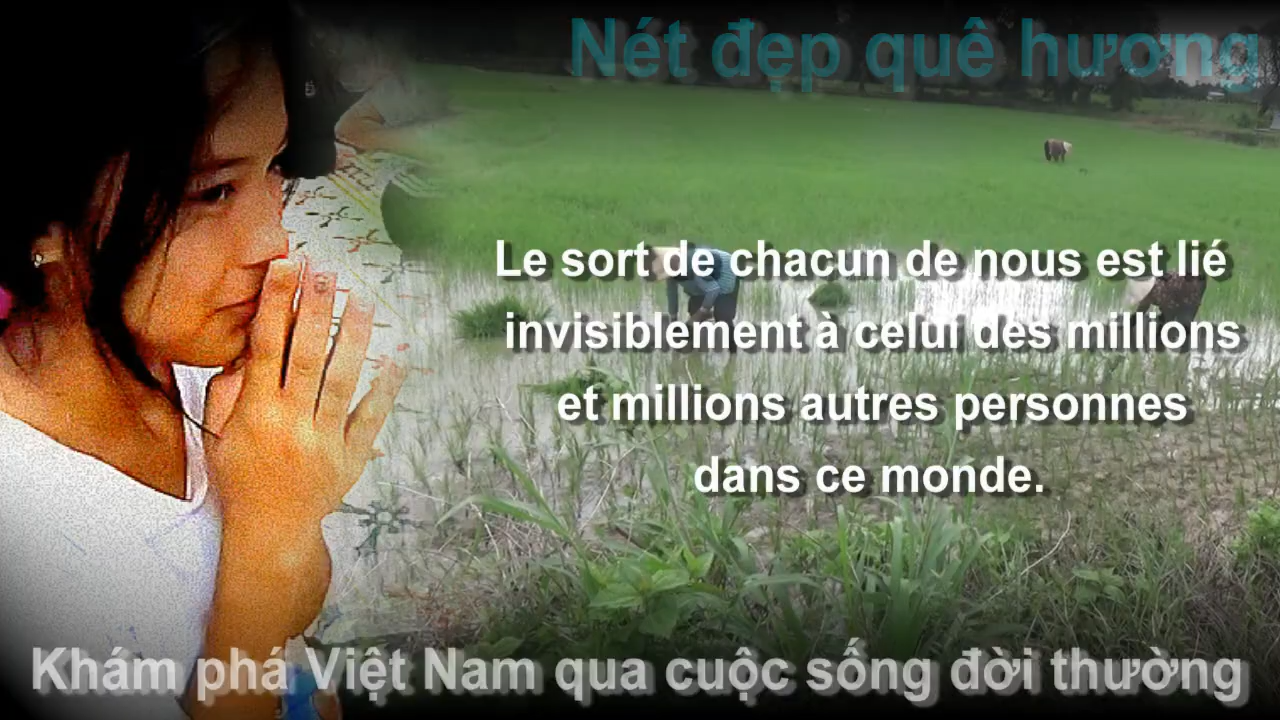 Nét đẹp quê hương
Le sort de chacun de nous est lié
invisiblement à celui des millions
et millions autres personnes
dans ce monde.
Khám phá Việt Nam qua cuộc sống đời thường